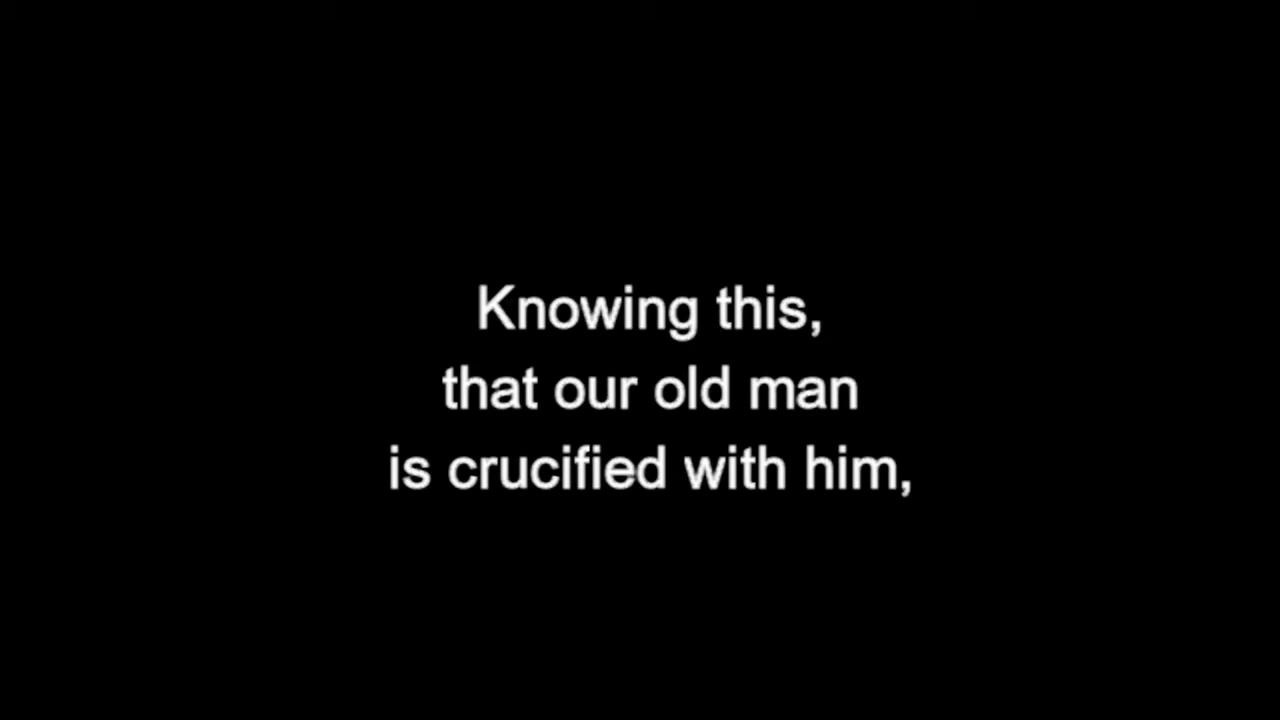 Knowing this,
that our old man
is crucified with him,